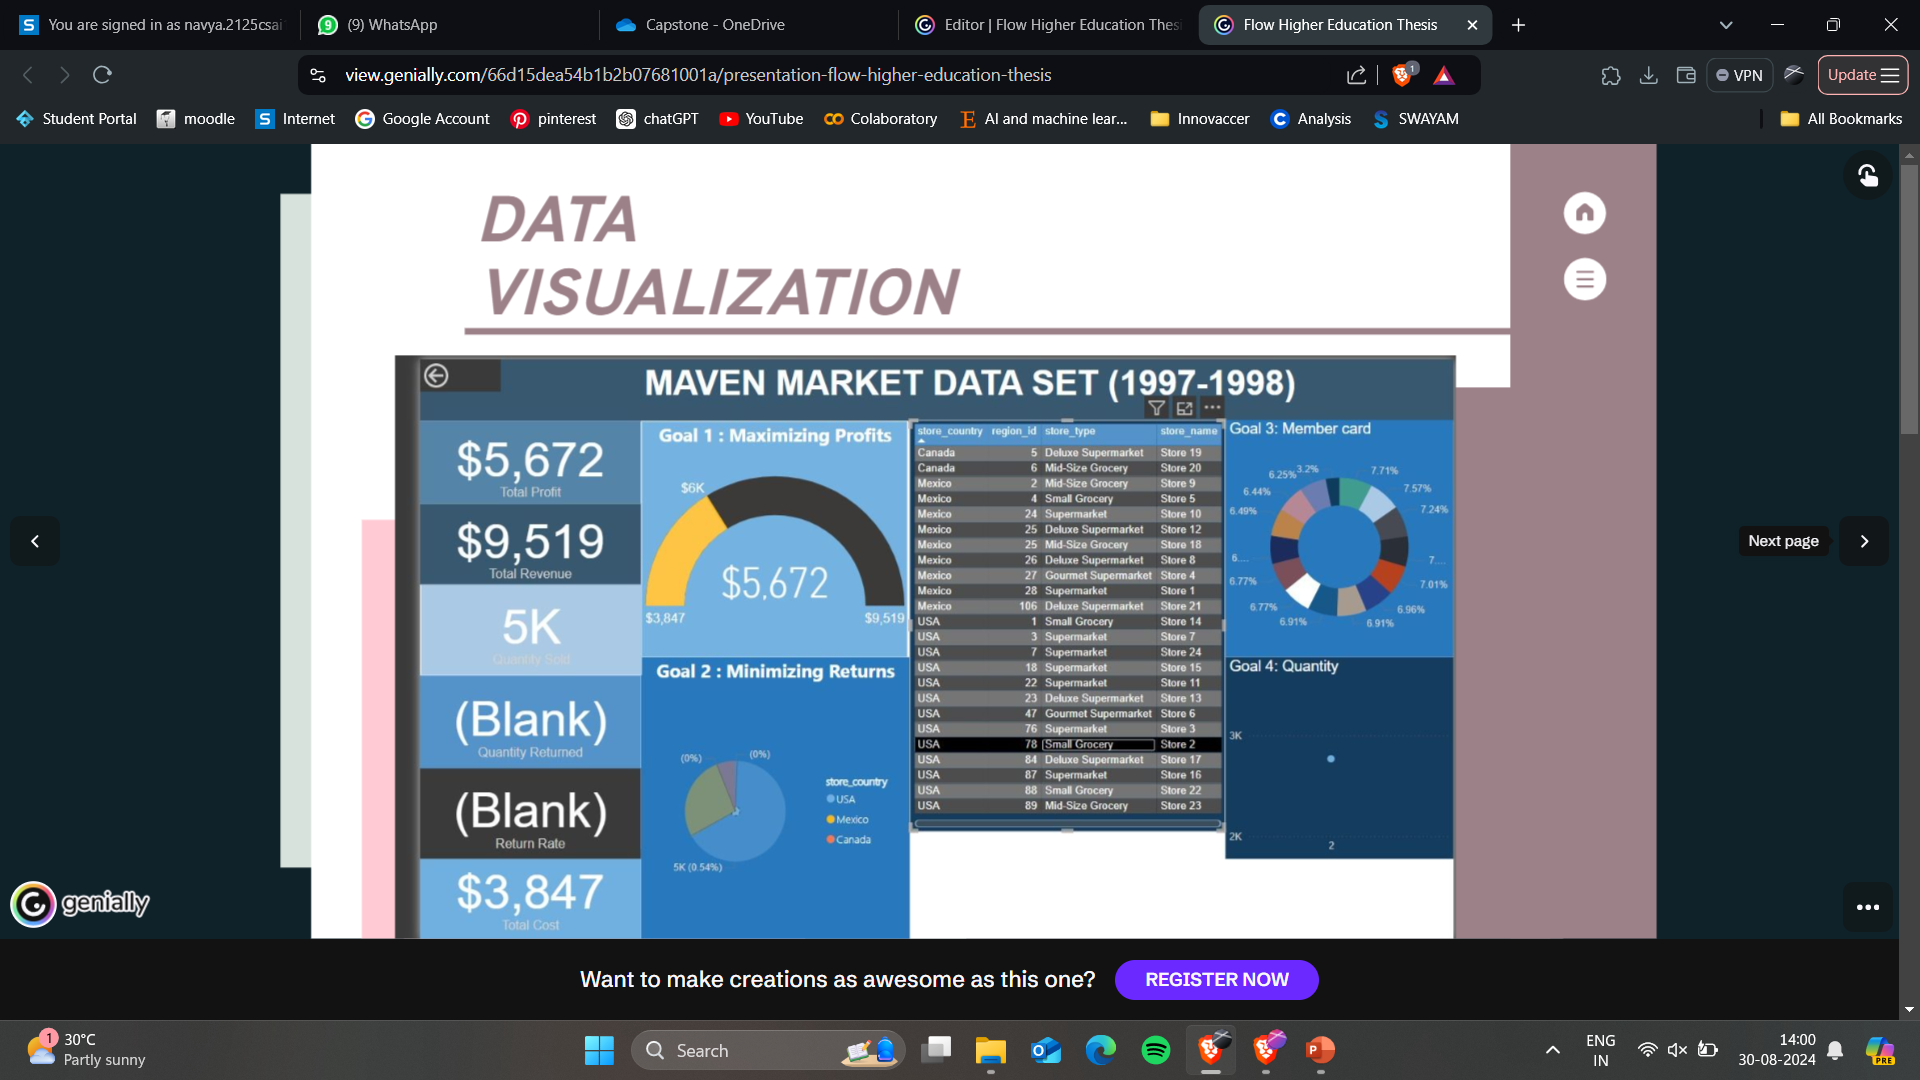 You are signed in as navya.2125csai
(9) WhatsApp
Capstone - OneDrive
Editor | Flow Higher Education Thesi
Flow Higher Education Thesis
view.genially.com/66d15dea54b1b2b07681001a/presentation-flow-higher-education-thesis
1
VPN
Update
Student Portal
moodle
Internet
Google Account
pinterest
chatGPT
YouTube
Colaboratory
AI and machine lear...
Innovaccer
Analysis
SWAYAM
All Bookmarks
DATA
VISUALIZATION
MAVEN MARKET DATA SET (1997-1998)
$5,672
Total Profit
$9,519
Total Revenue
5K
Quantity Sold
(Blank)
Quantity Returned
(Blank)
Return Rate
$3,847
Total Cost
Goal 1 : Maximizing Profits
$6K
$5,672
$3,847
$9,519
Goal 2 : Minimizing Returns
(0%)
(0%)
5K (0.54%)
store_country
USA
Mexico
Canada
store_country region_id store_type store_name
Canada 5 Deluxe Supermarket Store 19
Canada 6 Mid-Size Grocery Store 20
Mexico 2 Mid-Size Grocery Store 9
Mexico 4 Small Grocery Store 5
Mexico 24 Supermarket Store 10
Mexico 25 Deluxe Supermarket Store 12
Mexico 25 Mid-Size Grocery Store 18
Mexico 26 Deluxe Supermarket Store 8
Mexico 27 Gourmet Supermarket Store 4
Mexico 28 Supermarket Store 1
Mexico 106 Deluxe Supermarket Store 21
USA 1 Small Grocery Store 14
USA 3 Supermarket Store 7
USA 7 Supermarket Store 24
USA 18 Supermarket Store 15
USA 22 Supermarket Store 11
USA 23 Deluxe Supermarket Store 13
USA 47 Gourmet Supermarket Store 6
USA 76 Supermarket Store 3
USA 78 Small Grocery Store 2
USA 84 Deluxe Supermarket Store 17
USA 87 Supermarket Store 16
USA 88 Small Grocery Store 22
USA 89 Mid-Size Grocery Store 23
Goal 3: Member card
3.2%
7.71%
6.25%
7.57%
6.44%
7.24%
6.49%
6....
7....
6.77%
7.01%
6.77%
6.96%
6.91%
6.91%
Goal 4: Quantity
3K
2K
2
Next page
genially
Want to make creations as awesome as this one?
REGISTER NOW
1
30°C
Partly sunny
Search
ENG
IN
14:00
30-08-2024
PRE